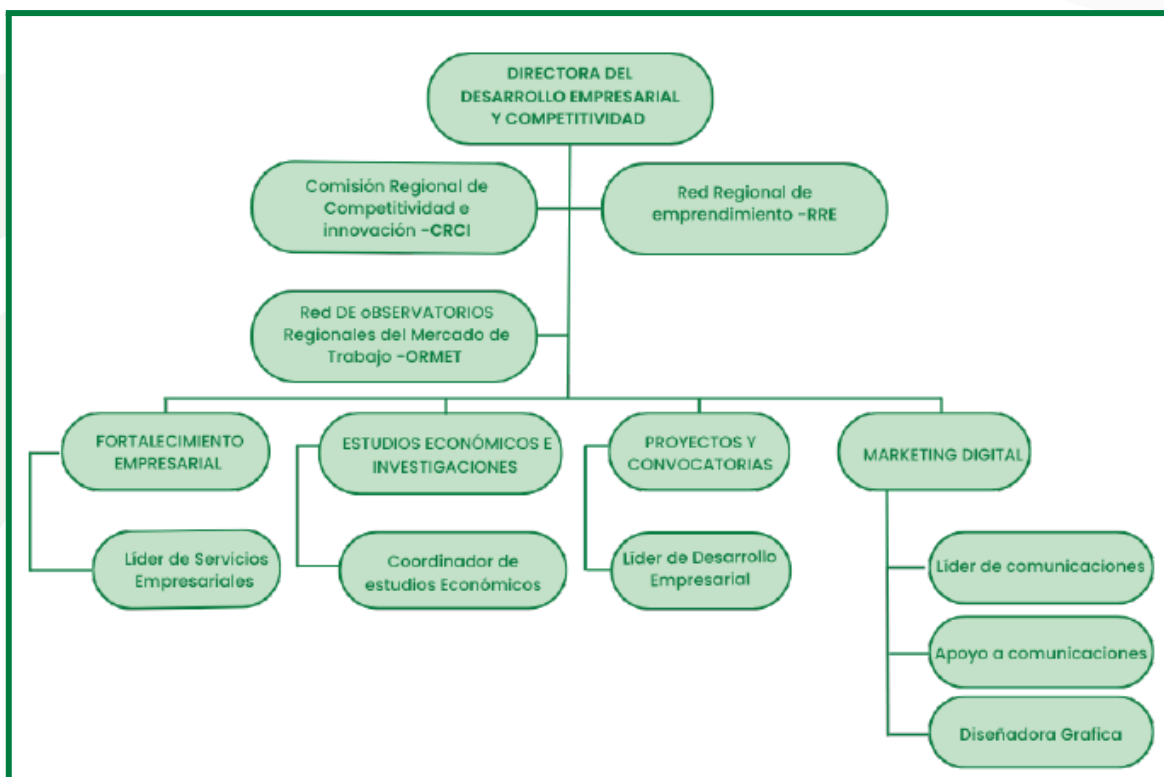 DIRECTORA DEL
DESARROLLO EMPRESARIAL
Y COMPETITIVIDAD
Comisión Regional de
Competitividad e
innovación -CRCI
Red Regional de
emprendimiento -RRE
Red DE oBSERVATORIOS
Regionales del Mercado de
Trabajo -ORMET
FORTALECIMIENTO
EMPRESARIAL
ESTUDIOS ECONÓMICOS E
INVESTIGACIONES
PROYECTOS Y
CONVOCATORIAS
MARKETING DIGITAL
Líder de Servicios
Empresariales
Coordinador de
estudios Económicos
Líder de Desarrollo
Empresarial
Líder de comunicaciones
Apoyo a comunicaciones
Diseñadora Grafica